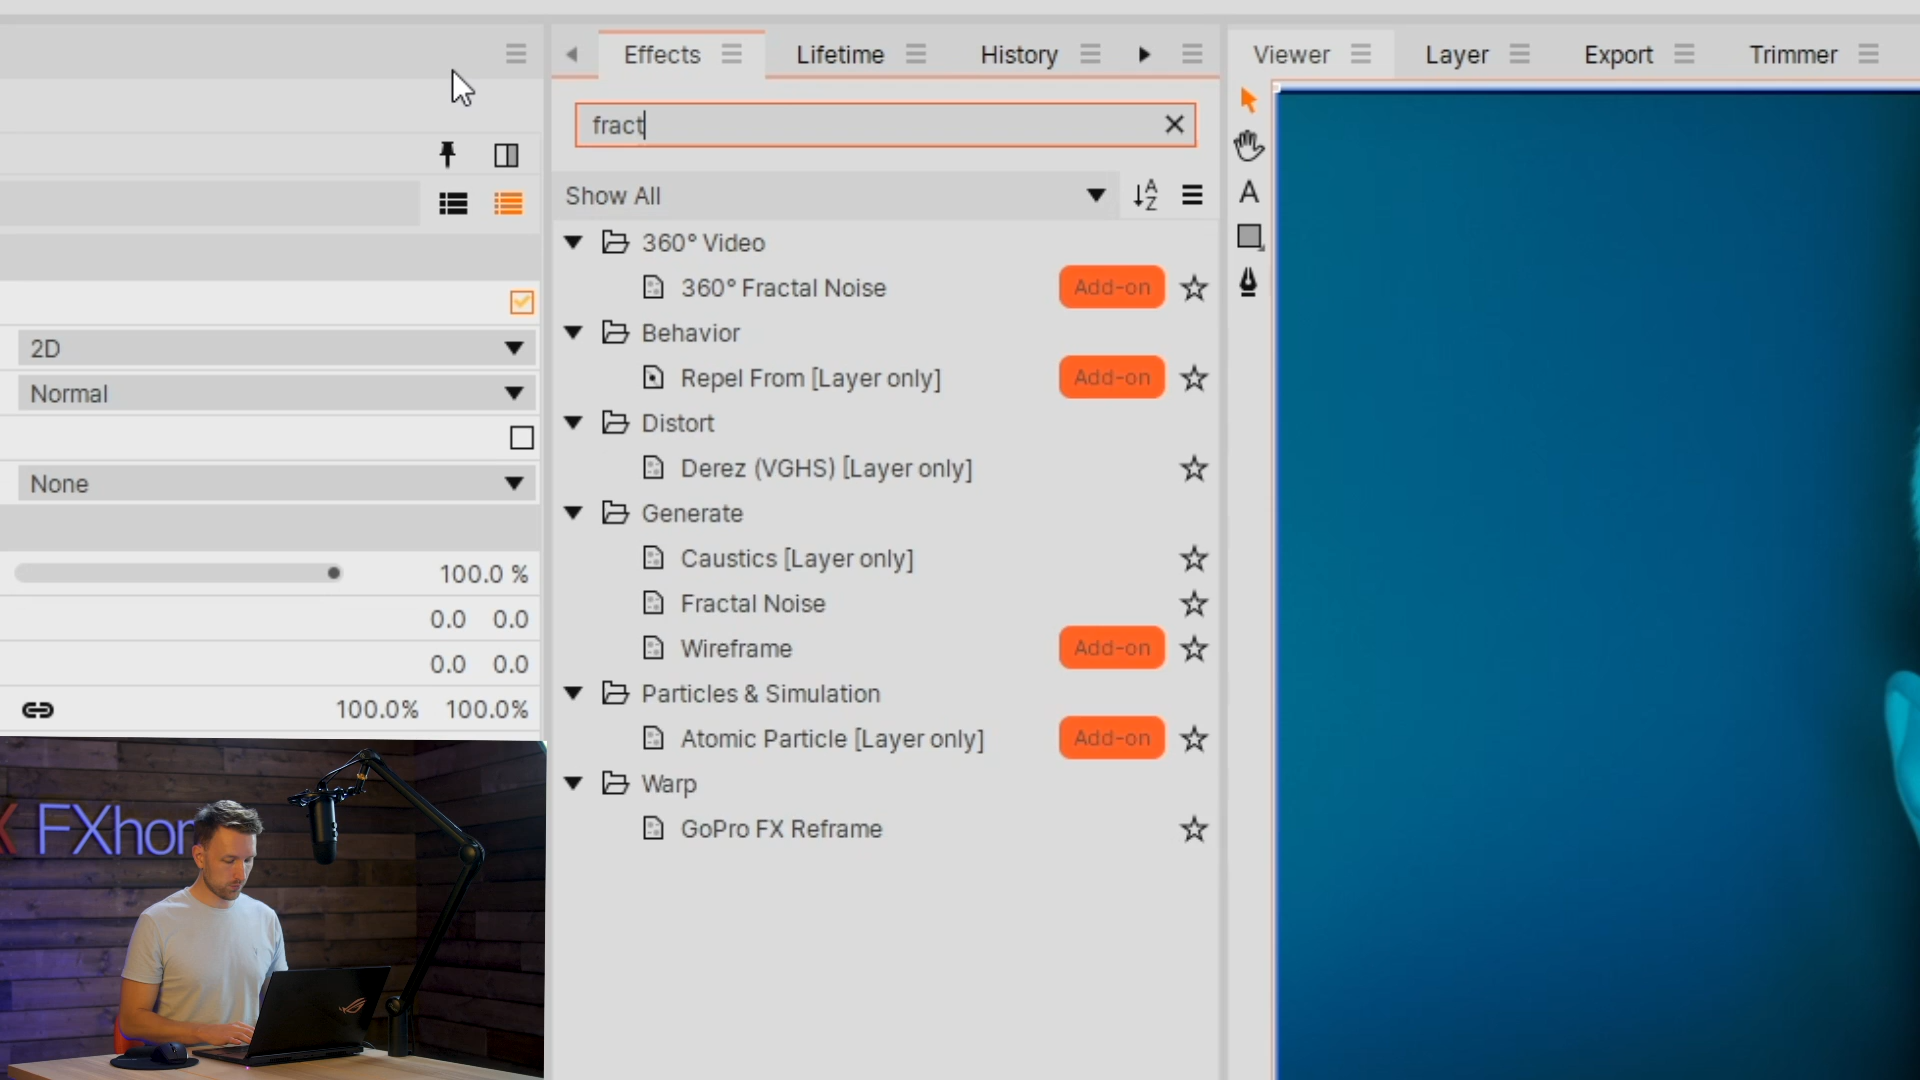 Effects
Lifetime
History
Viewer
Layer
Export
Trimmer
fract
Show All
A
Z
A
360° Video
360° Fractal Noise
Add-on
Behavior
Repel From [Layer only]
Add-on
Distort
Derez (VGHS) [Layer only]
Generate
Caustics [Layer only]
Fractal Noise
Wireframe
Add-on
Particles & Simulation
Atomic Particle [Layer only]
Add-on
Warp
GoPro FX Reframe
2D
Normal
None
100.0 %
0.0 0.0
0.0 0.0
100.0% 100.0%
FXhom